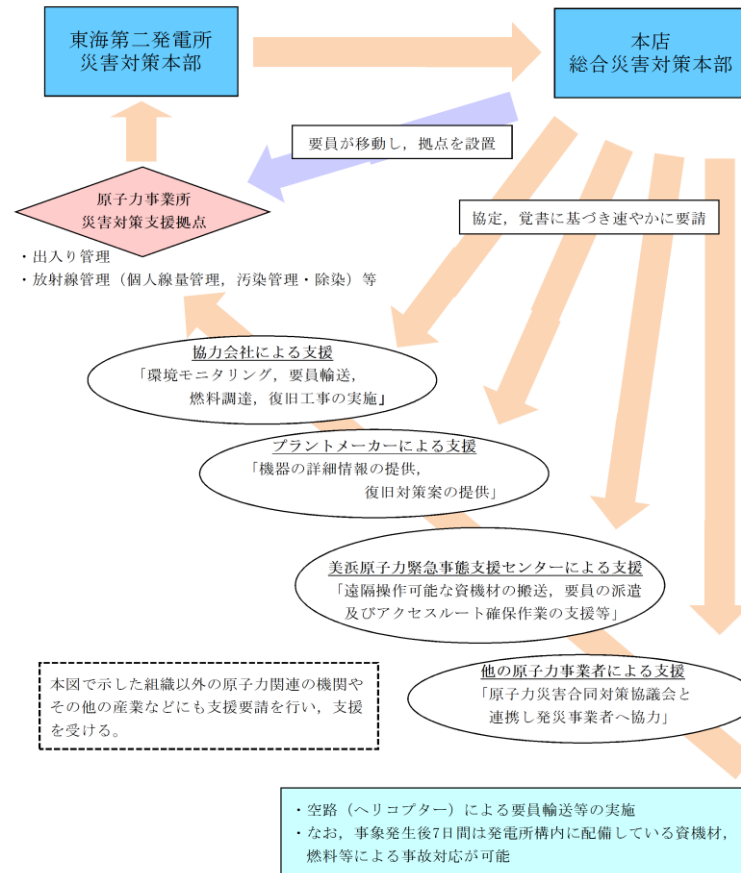 東海第二発電所
災害対策本部
本店
総合災害対策本部
要員が移動し，拠点を設置
原子力事業所
災害対策支援拠点
協定，覚書に基づき速やかに要請
・出入り管理
・放射線管理（個人線量管理，汚染管理・除染）等
協力会社による支援
「環境モニタリング，要員輸送，
燃料調達，復旧工事の実施」
プラントメーカーによる支援
「機器の詳細情報の提供，
復旧対策案の提供」
美浜原子力緊急事態支援センターによる支援
「遠隔操作可能な資機材の搬送，要員の派遣
及びアクセスルート確保作業の支援等」
他の原子力事業者による支援
「原子力災害合同対策協議会と
連携し発災事業者へ協力」
本図で示した組織以外の原子力関連の機関や
その他の産業などにも支援要請を行い，支援
を受ける。
・空路（ヘリコプター）による要員輸送等の実施
・なお，事象発生後7日間は発電所構内に配備している資機材，
燃料等による事故対応が可能